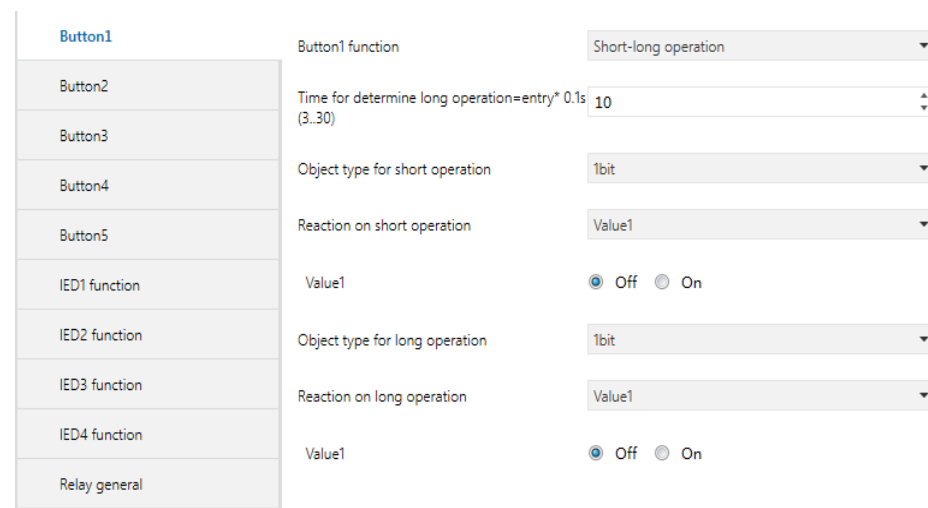 Button1
Button2
Button3
Button4
Button5
IED1 function
IED2 function
IED3 function
IED4 function
Relay general
Button1 function
Short-long operation
Time for determine long operation=entry* 0.1s
(3..30)
10
Object type for short operation
1bit
Reaction on short operation
Value1
Value1
Off On
Object type for long operation
1bit
Reaction on long operation
Value1
Value1
Off On